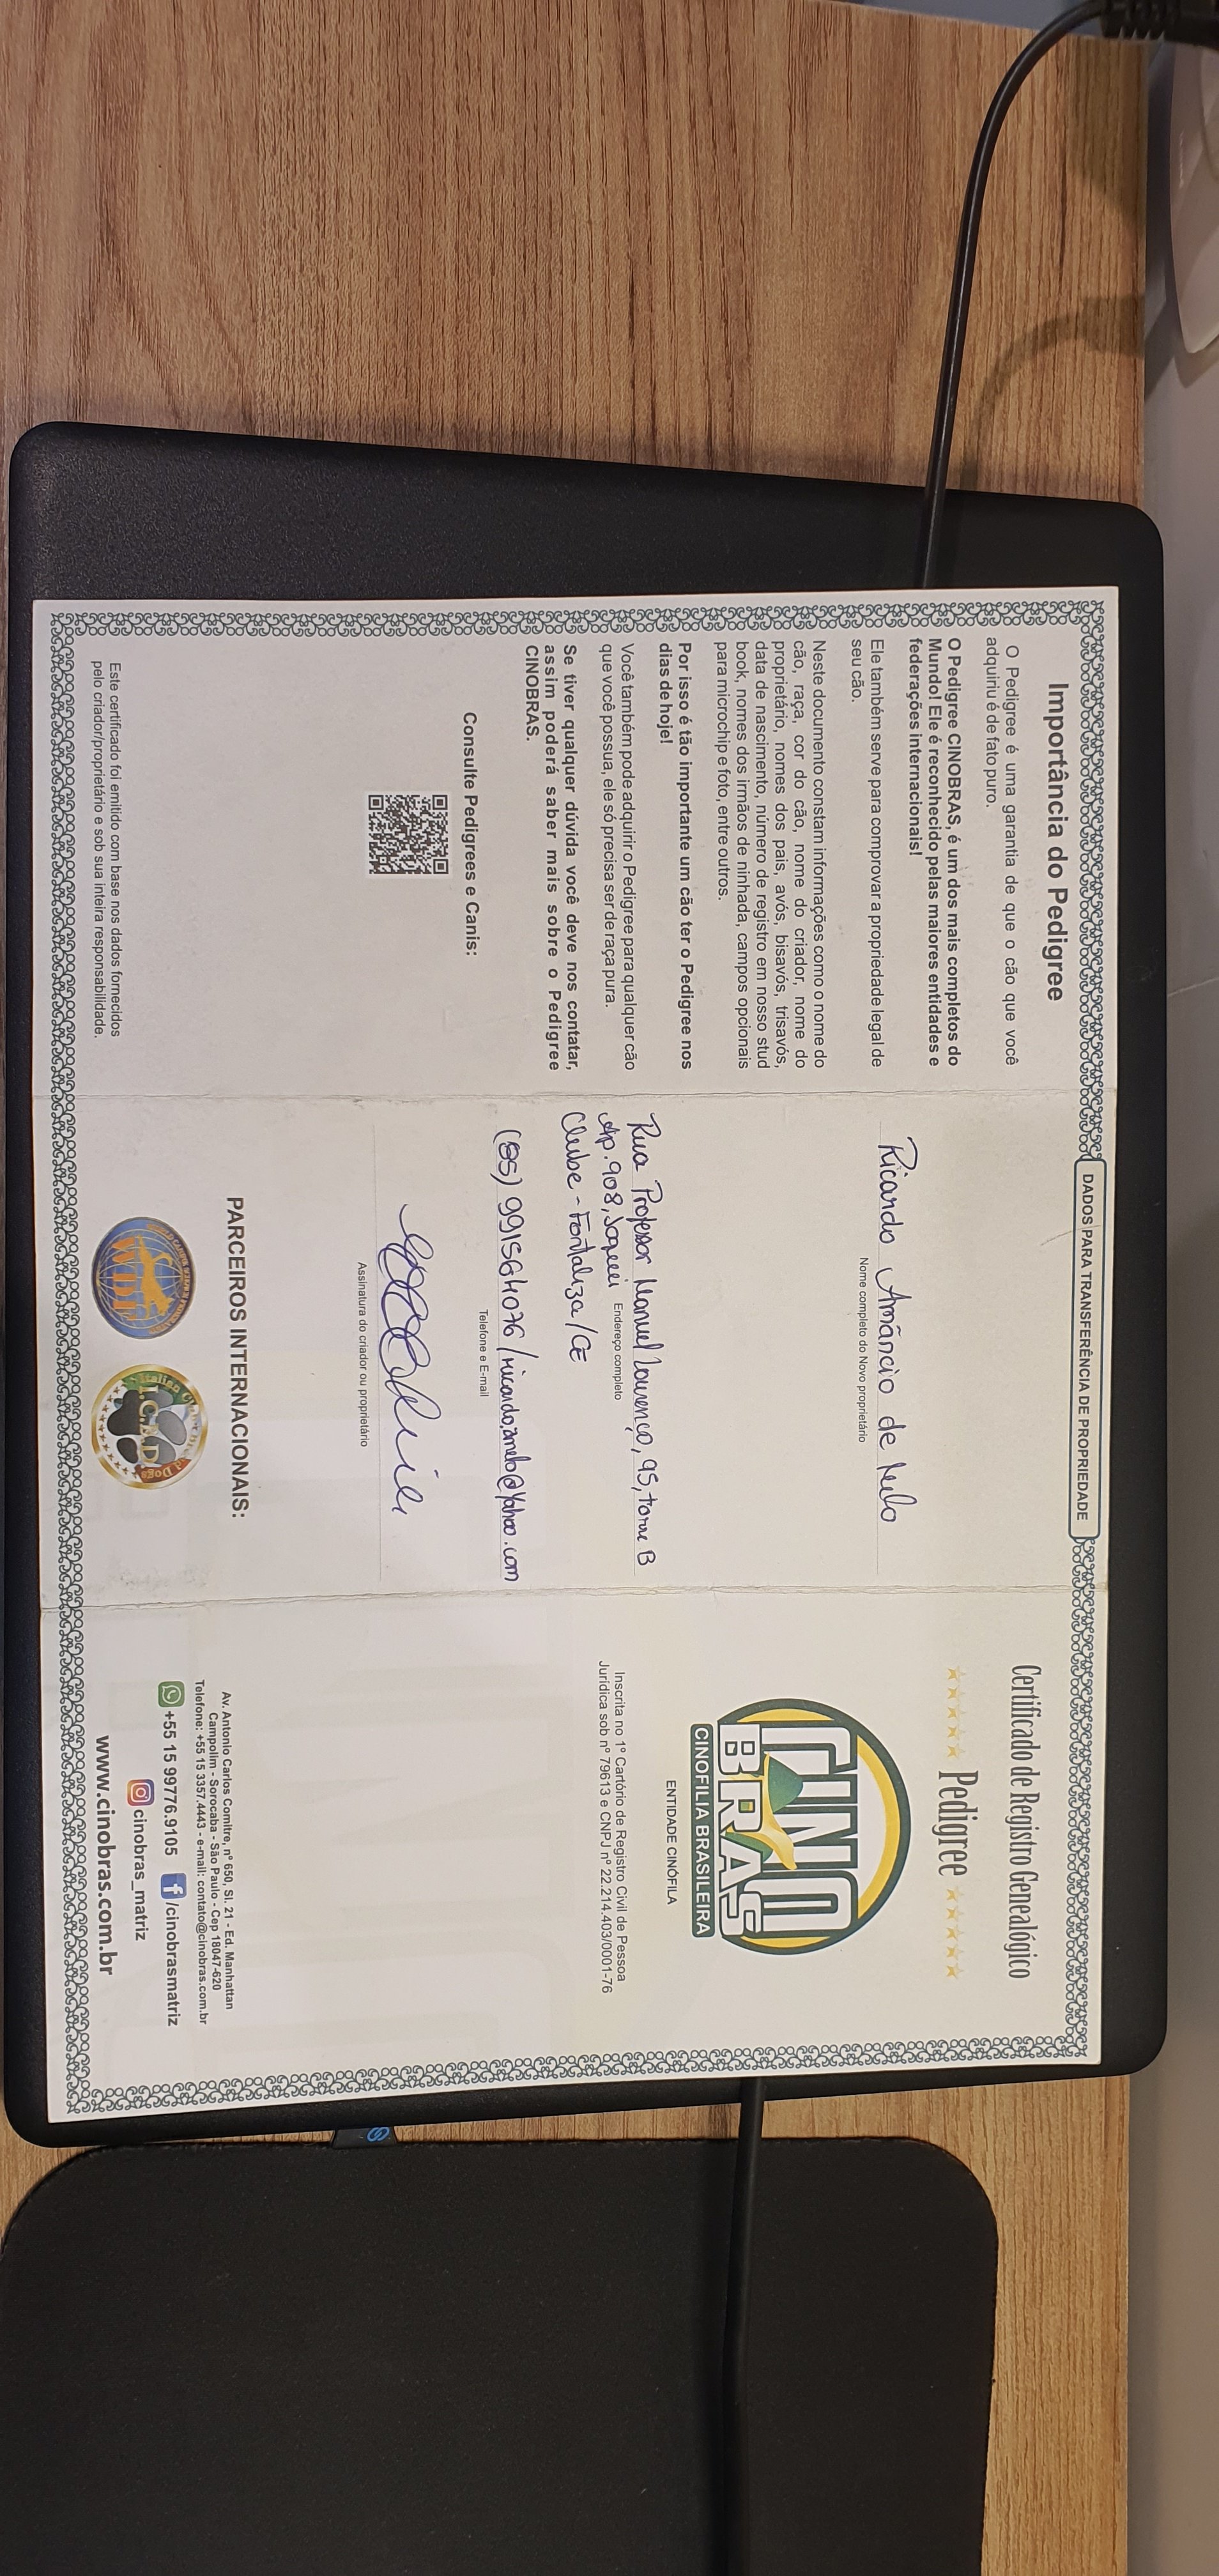 DADOS PARA TRANSFERÊNCIA DE PROPRIEDADE
Importância do Pedigree
O Pedigree é uma garantia de que o cão que você
adquiriu é de fato puro.
O Pedigree CINOBRAS, é um dos mais completos do
Mundo! Ele é reconhecido pelas maiores entidades e
federações internacionais!
Ele também serve para comprovar a propriedade legal de
seu cão.
Neste documento constam informações como o nome do
cão, raça, cor do cão, nome do criador, nome do
proprietário, nomes dos pais, avós, bisavós, trisavós,
data de nascimento, número de registro em nosso stud
book, nomes dos irmãos de ninhada, campos opcionais
para microchip e foto, entre outros.
Por isso é tão importante um cão ter o Pedigree nos
dias de hoje!
Você também pode adquirir o Pedigree para qualquer cão
que você possua, ele só precisa ser de raça pura.
Se tiver qualquer dúvida você deve nos contatar,
assim poderá saber mais sobre o Pedigree
CINOBRAS.
Consulte Pedigrees e Canis:
Este certificado foi emitido com base nos dados fornecidos
pelo criador/proprietário e sob sua inteira responsabilidade.
Ricardo Amâncio de Melo
Nome completo do Novo proprietário
Rua Professor Manuel Lourenço, 95, torre B
Ap. 908, Jóquei
Endereço completo
Clube - Fortaleza/CE
(85) 991564076 / ricardo.amelo@yahoo.com
Telefone e E-mail
Assinatura do criador ou proprietário
PARCEIROS INTERNACIONAIS:
WDF
I.C.A.D.
Certificado de Registro Genealógico
Pedigree
CINO
BRAS
CINOFILIA BRASILEIRA
ENTIDADE CINÓFILA
Inscrita no 1º Cartório de Registro Civil de Pessoa
Jurídica sob nº 79613 e CNPJ nº 22.214.403/0001-76
Av. Antonio Carlos Comitre, nº 650, Sl. 21 - Ed. Manhattan
Campolim - Sorocaba - São Paulo - Cep 18047-620
Telefone: +55 15 3357.4443 - e-mail: contato@cinobras.com.br
+55 15 99776.9105 /cinobrasmatriz
cinobras_matriz
www.cinobras.com.br